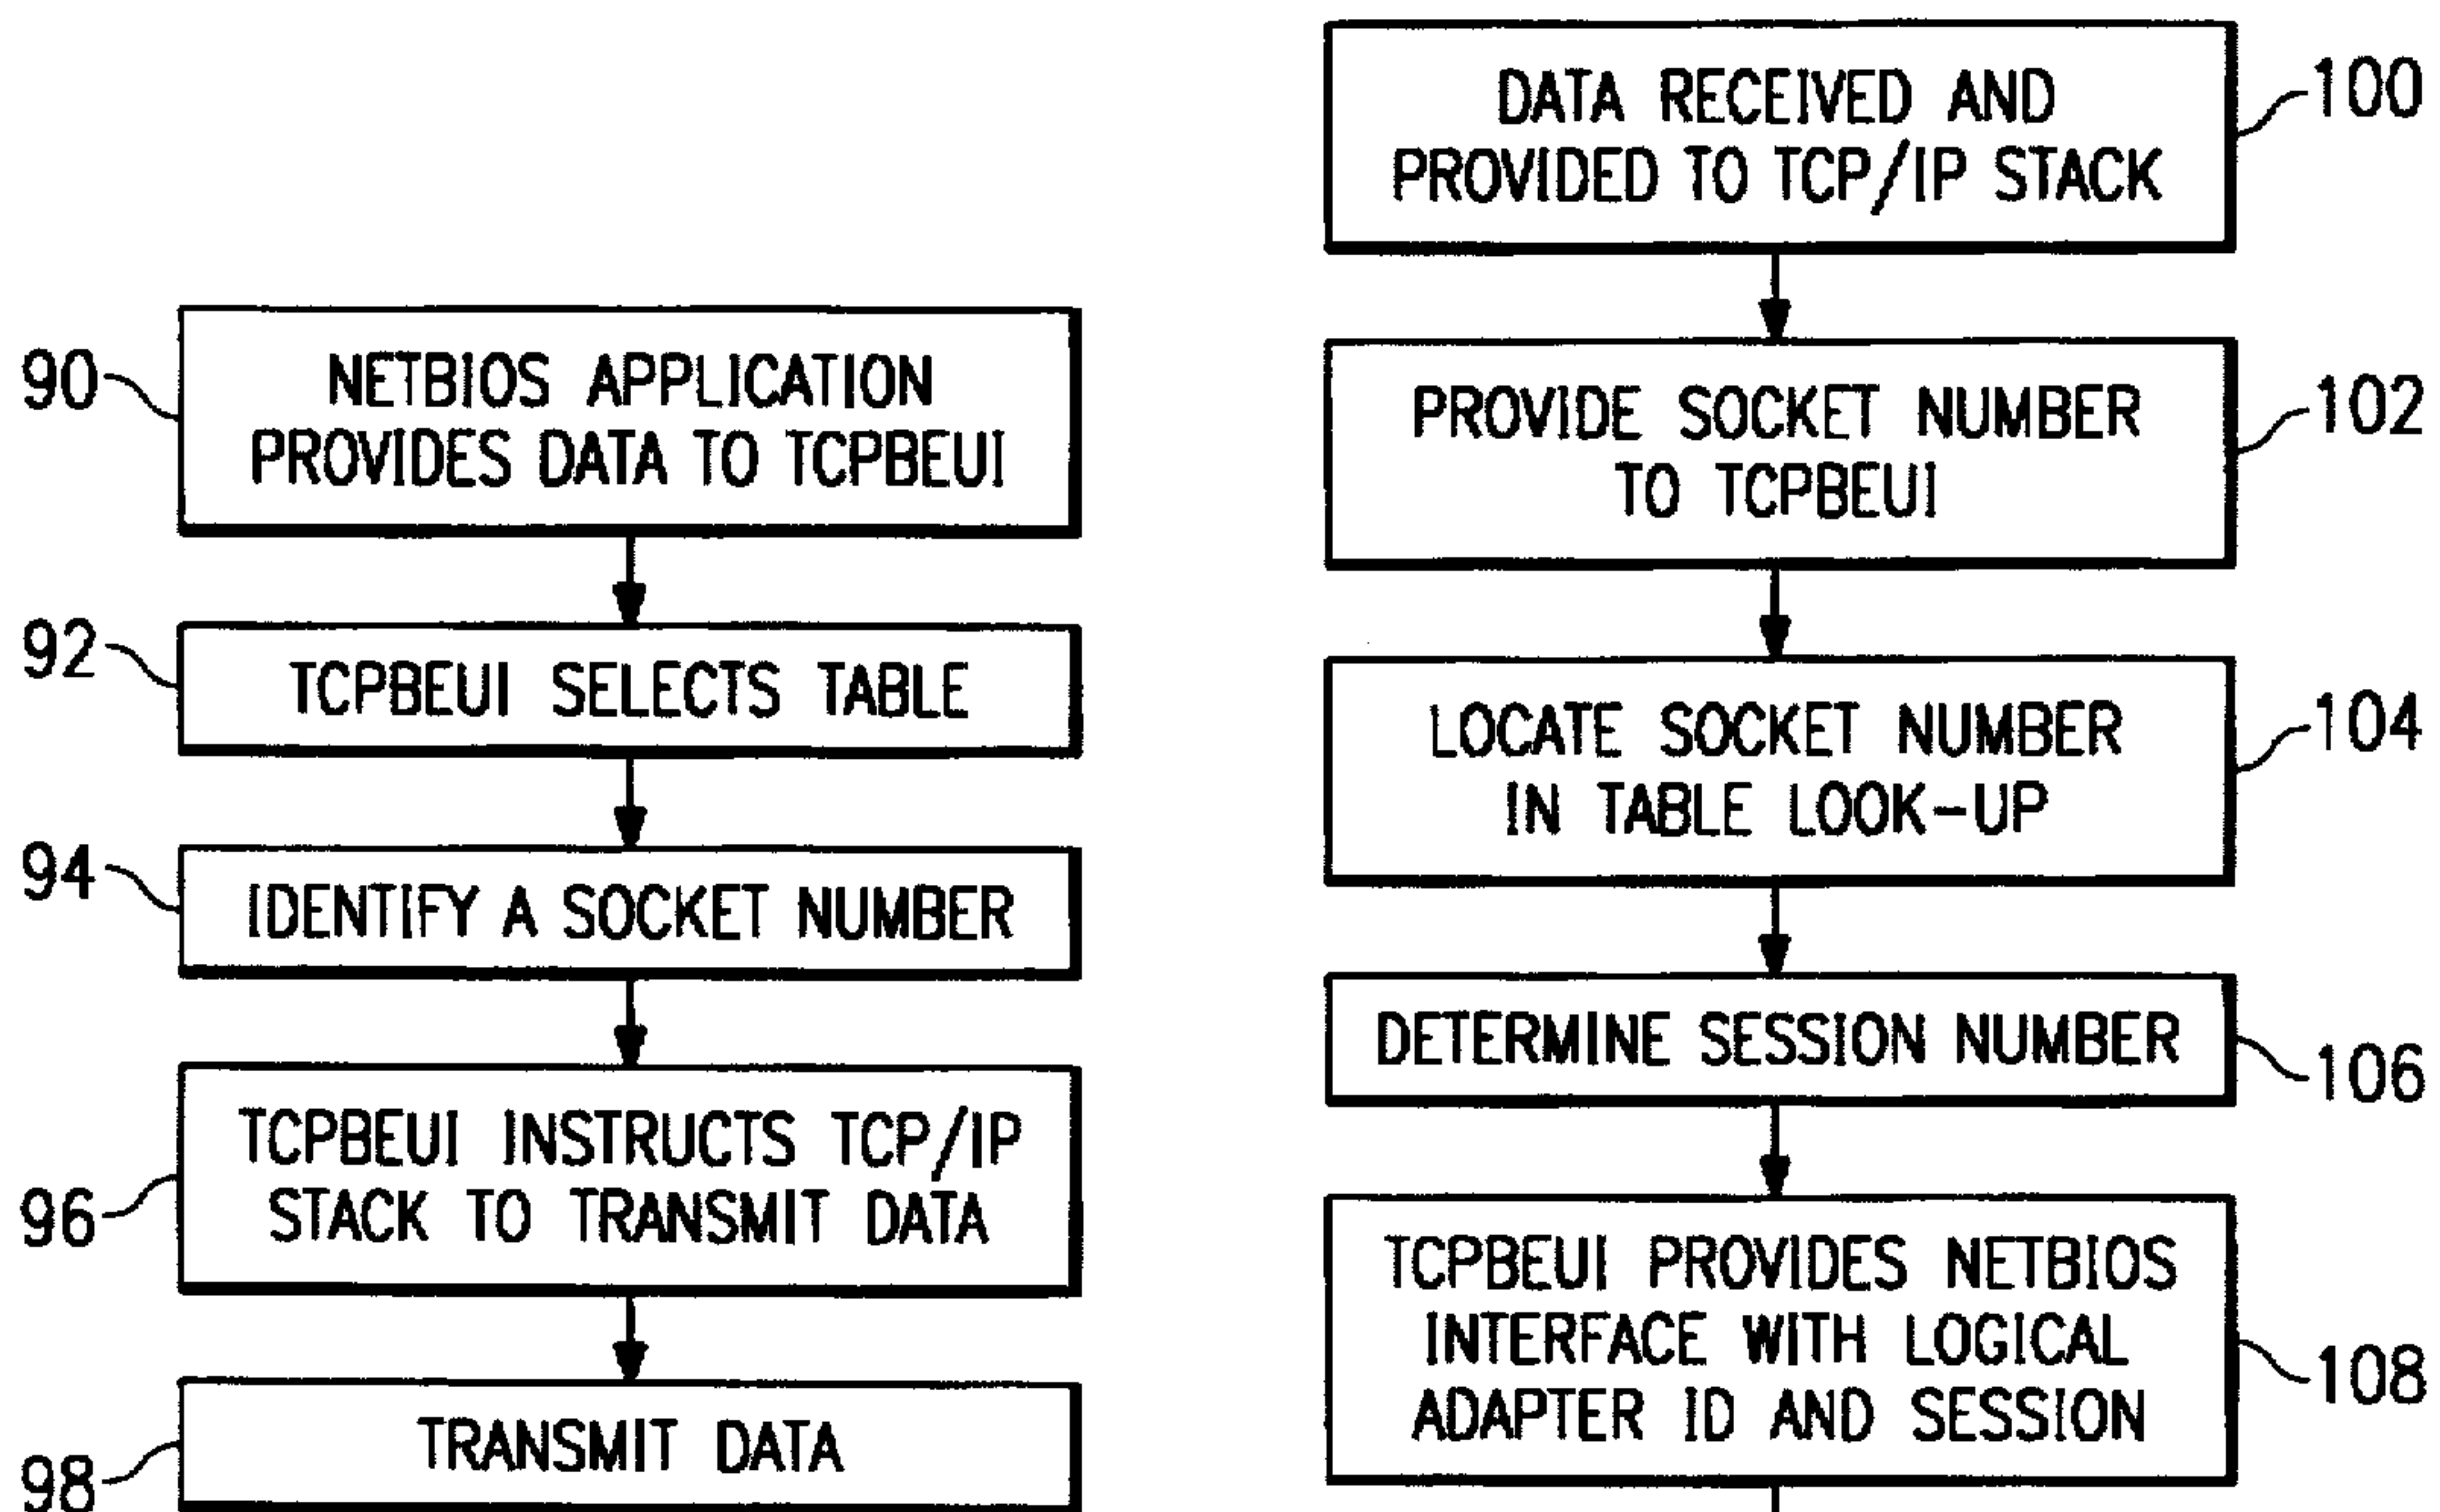 90
NETBIOS APPLICATION
PROVIDES DATA TO TCPBEUI
92
TCPBEUI SELECTS TABLE
94
IDENTIFY A SOCKET NUMBER
96
TCPBEUI INSTRUCTS TCP/IP
STACK TO TRANSMIT DATA
98
TRANSMIT DATA
DATA RECEIVED AND
PROVIDED TO TCP/IP STACK
100
PROVIDE SOCKET NUMBER
TO TCPBEUI
102
LOCATE SOCKET NUMBER
IN TABLE LOOK-UP
104
DETERMINE SESSION NUMBER
106
TCPBEUI PROVIDES NETBIOS
INTERFACE WITH LOGICAL
ADAPTER ID AND SESSION
108